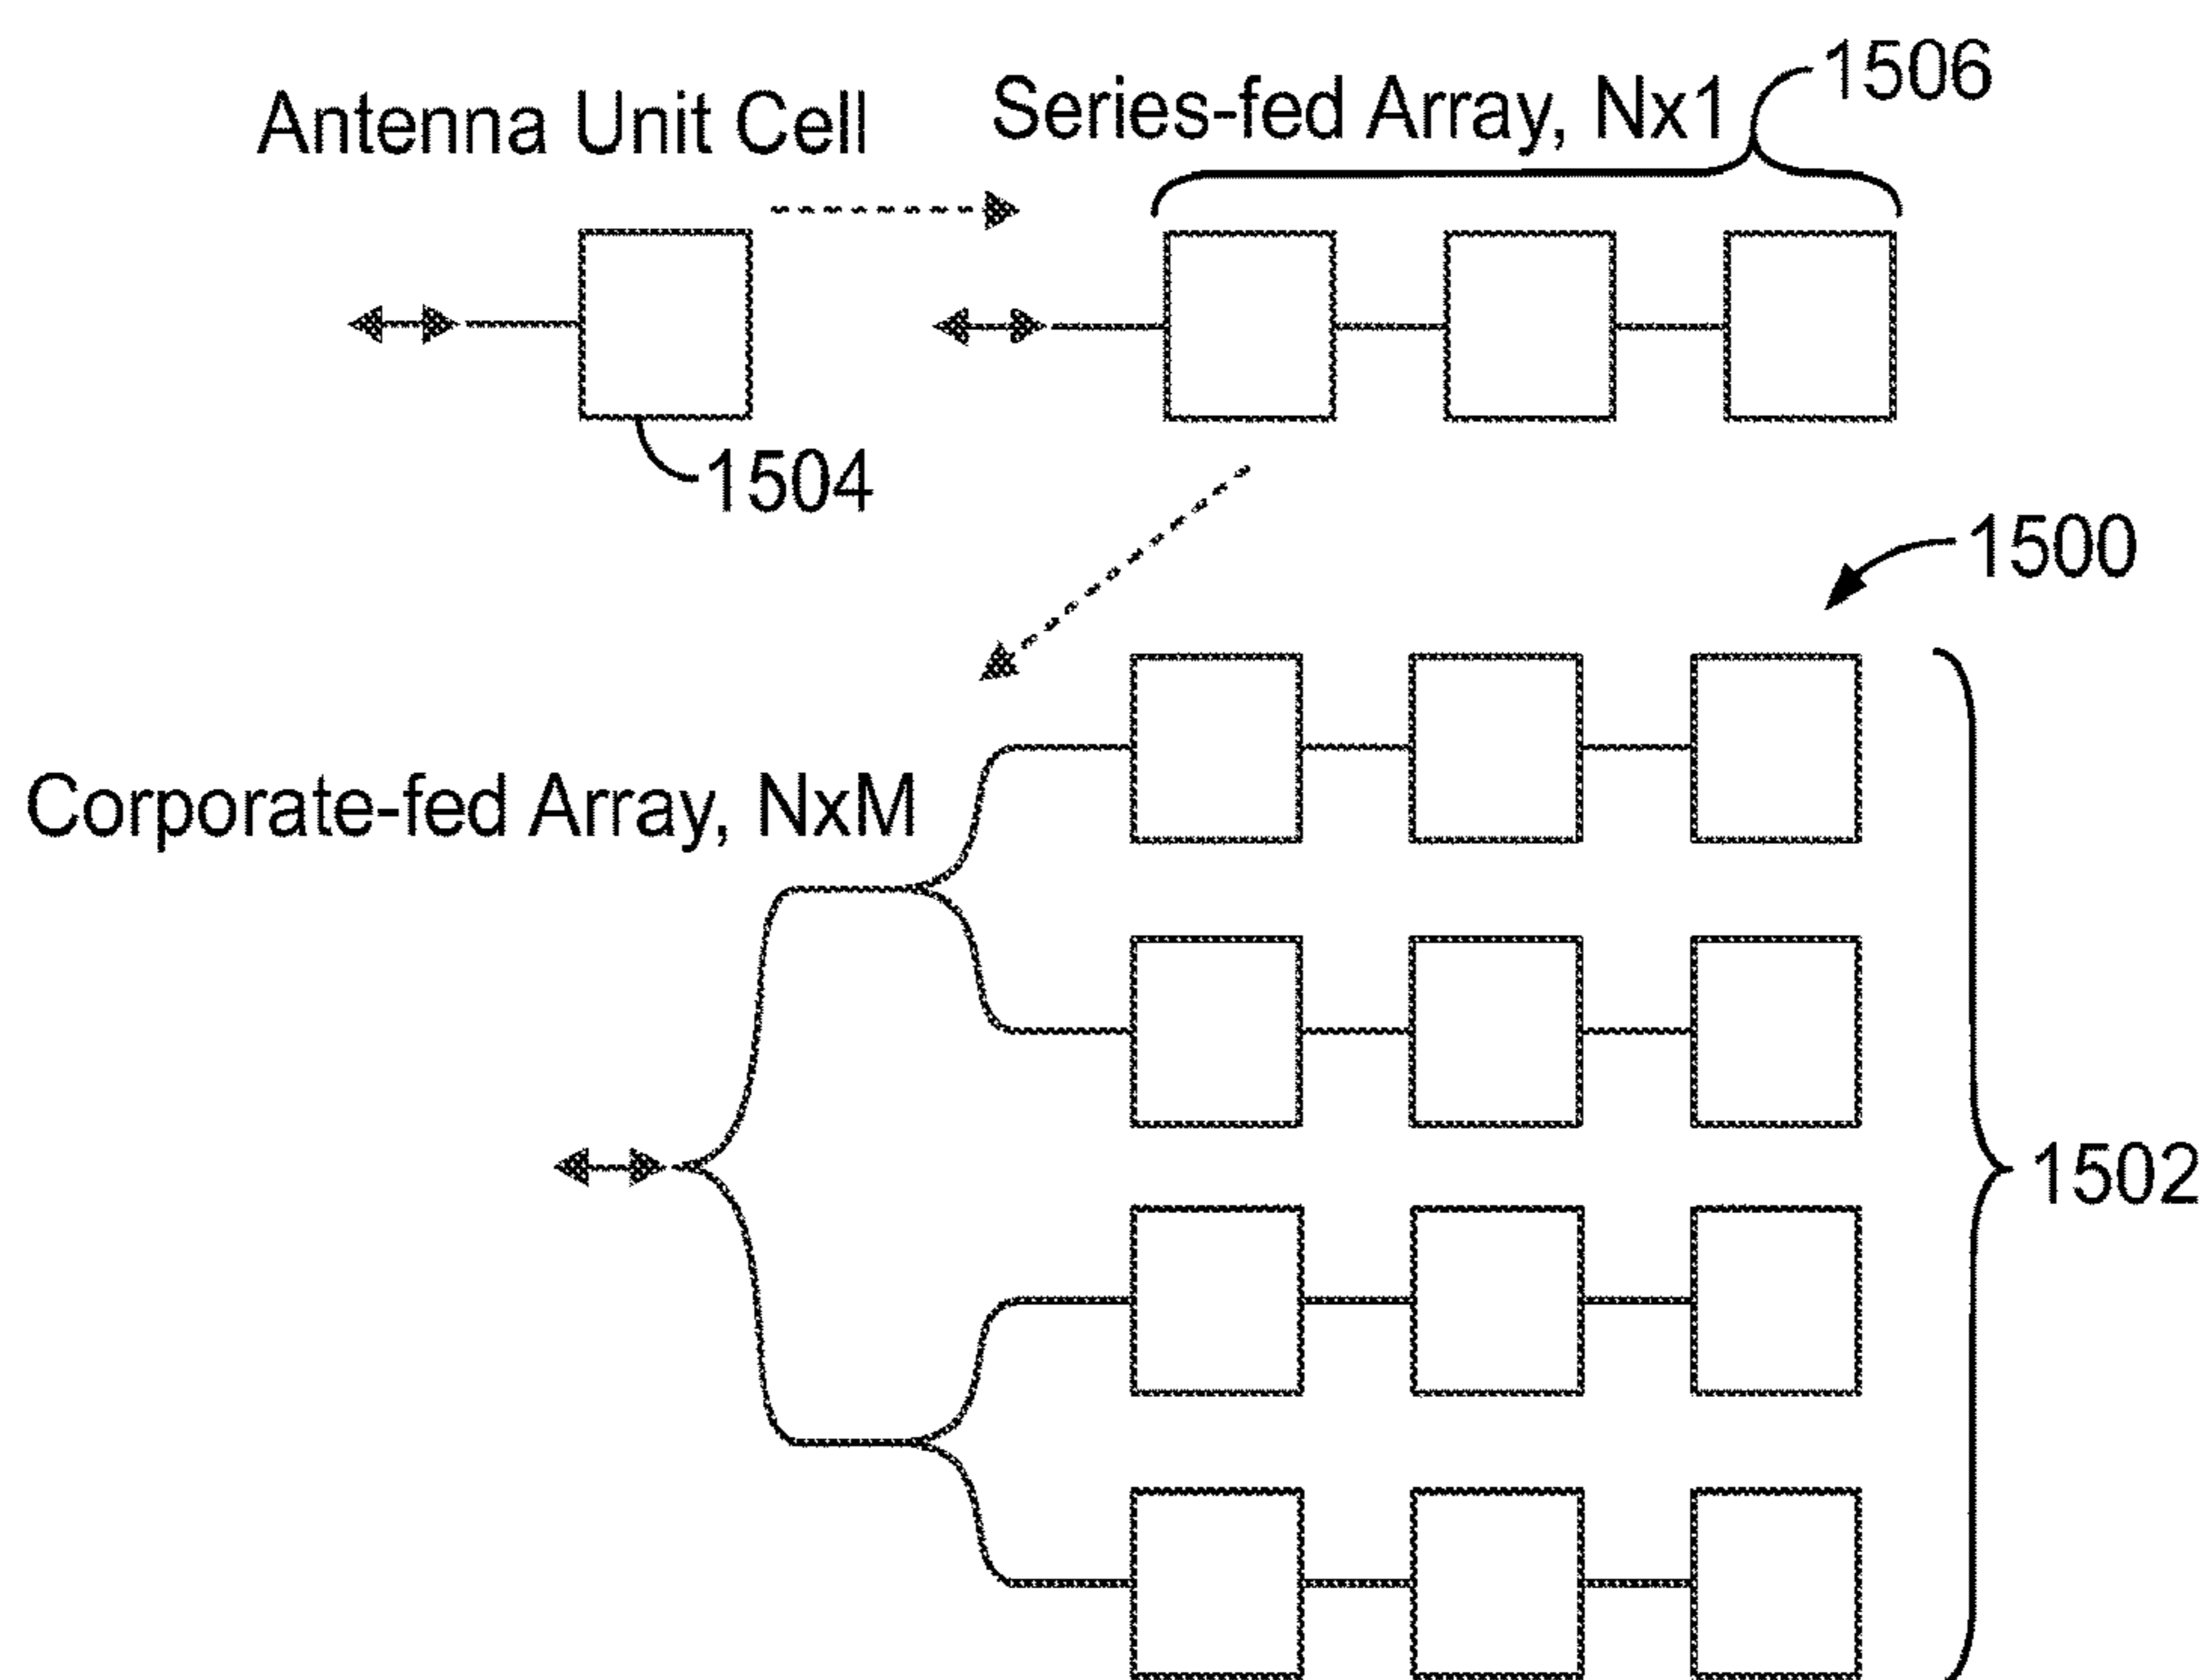 Antenna Unit Cell
Series-fed Array, Nx1
1506
1504
1500
Corporate-fed Array, NxM
1502